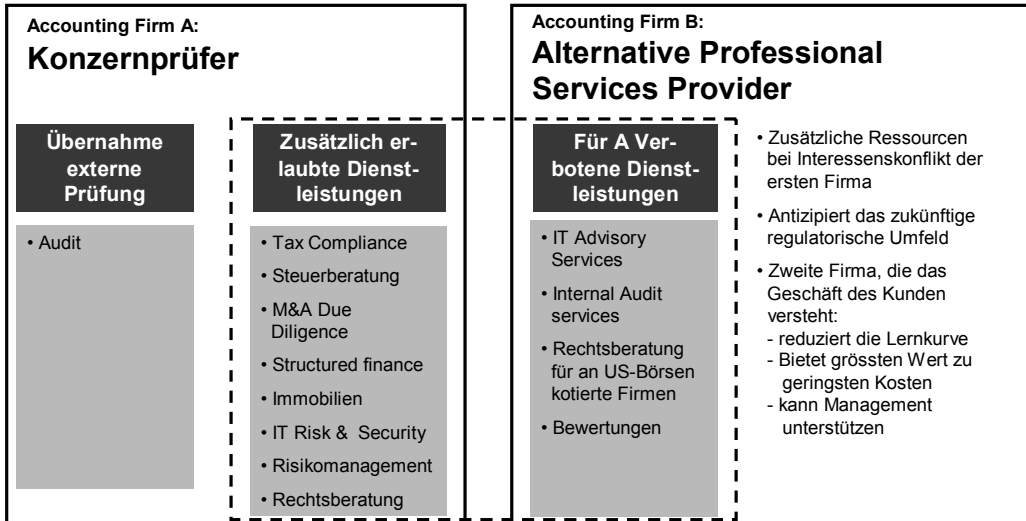 Accounting Firm A:
Konzernprüfer
Übernahme
externe
Prüfung
• Audit
Zusätzlich er-
laubte Dienst-
leistungen
• Tax Compliance
• Steuerberatung
• M&A Due
Diligence
• Structured finance
• Immobilien
• IT Risk & Security
• Risikomanagement
• Rechtsberatung
Accounting Firm B:
Alternative Professional
Services Provider
Für A Ver-
botene Dienst-
leistungen
• IT Advisory
Services
• Internal Audit
services
• Rechtsberatung
für an US-Börsen
kotierte Firmen
• Bewertungen
• Zusätzliche Ressourcen
bei Interessenskonflikt der
ersten Firma
• Antizipiert das zukünftige
regulatorische Umfeld
• Zweite Firma, die das
Geschäft des Kunden
versteht:
- reduziert die Lernkurve
- Bietet grössten Wert zu
geringsten Kosten
- kann Management
unterstützen